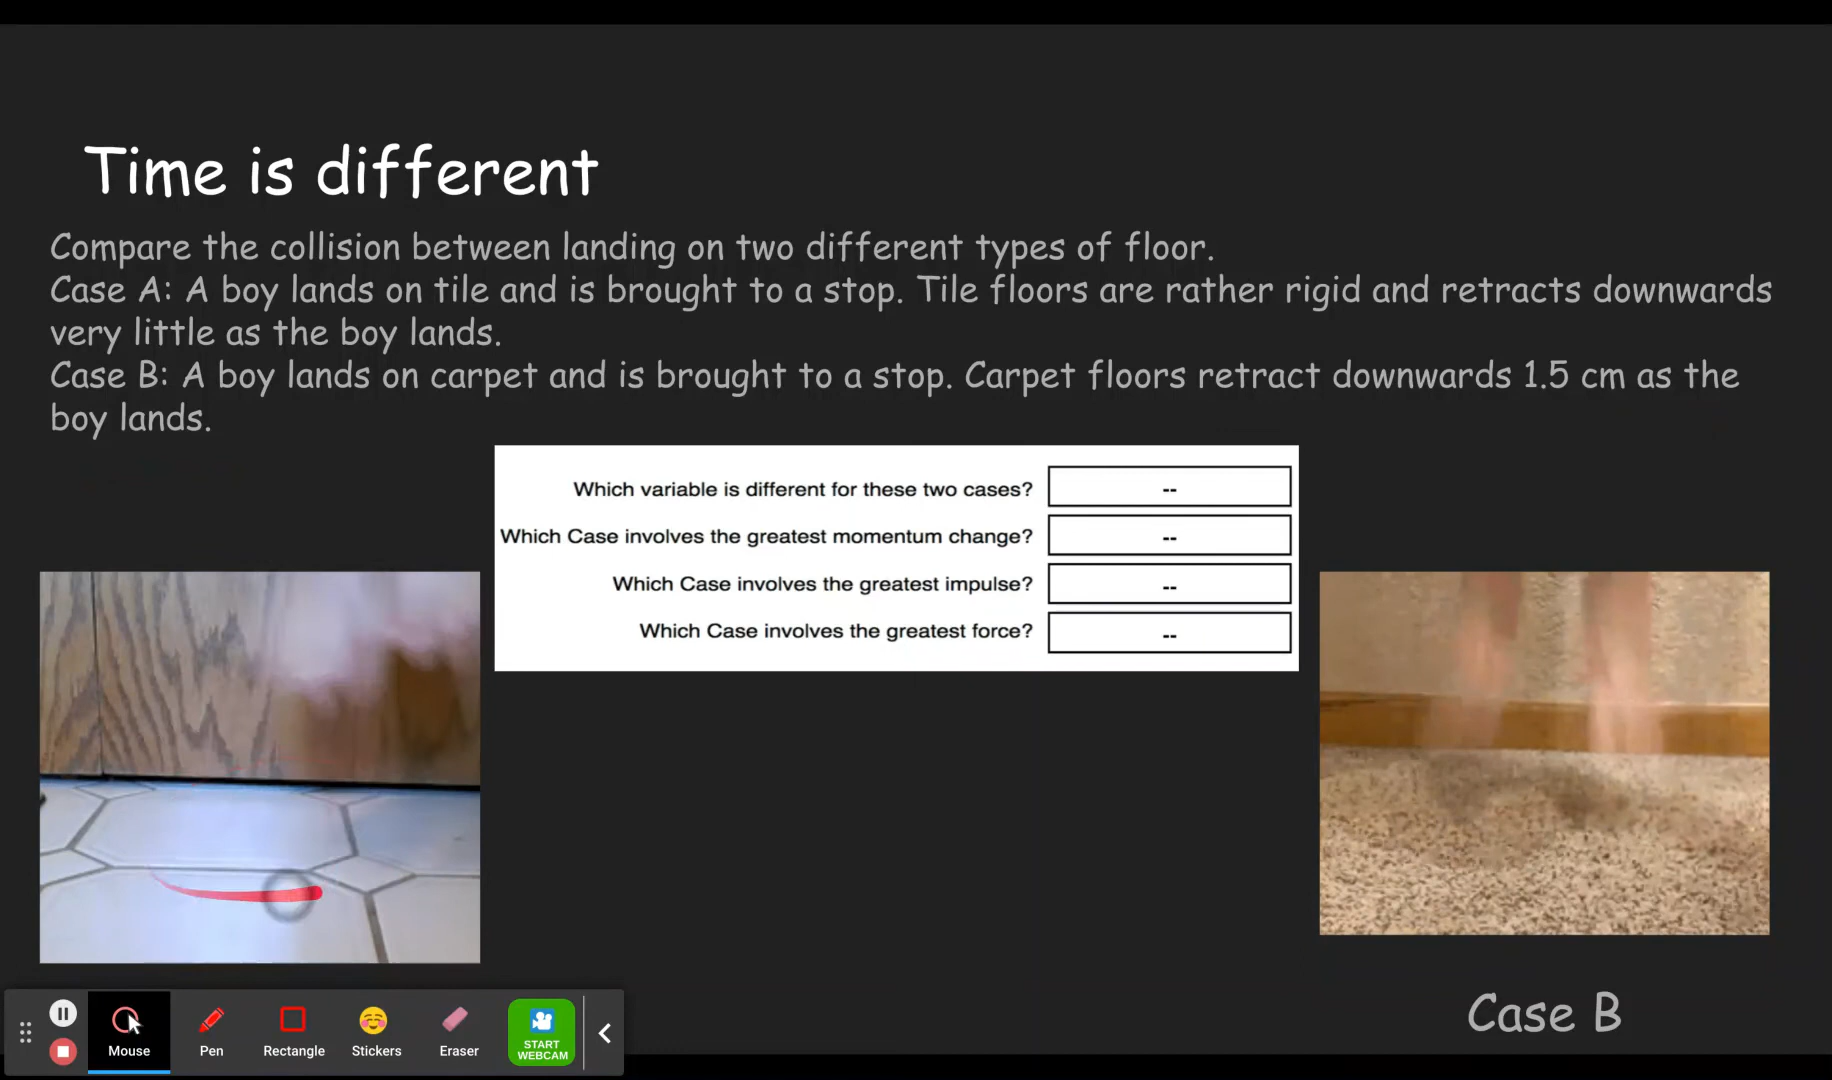 Time is different
Compare the collision between landing on two different types of floor.
Case A: A boy lands on tile and is brought to a stop. Tile floors are rather rigid and retracts downwards
very little as the boy lands.
Case B: A boy lands on carpet and is brought to a stop. Carpet floors retract downwards 1.5 cm as the
boy lands.
Which variable is different for these two cases? --
Which Case involves the greatest momentum change? --
Which Case involves the greatest impulse? --
Which Case involves the greatest force? --
Case B
Mouse
Pen
Rectangle
Stickers
Eraser
START
WEBCAM